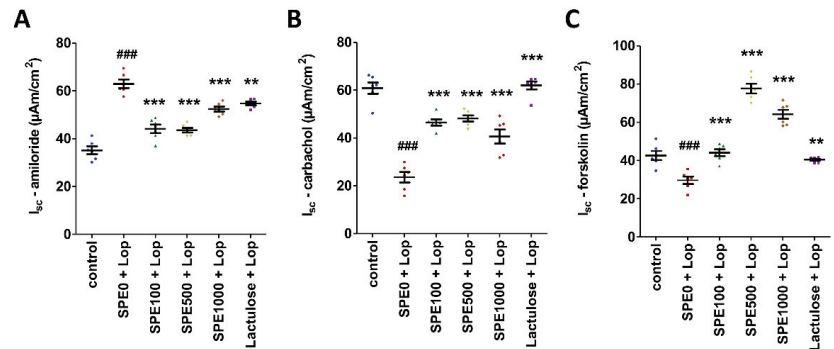 A
I_SC - amiloride (µAm/cm²)
80
60
40
20
0
###
***
***
***
**
control
SPE0 + Lop
SPE100 + Lop
SPE500 + Lop
SPE1000 + Lop
Lactulose + Lop
B
I_SC - carbachol (µAm/cm²)
80
60
40
20
0
###
***
***
***
***
control
SPE0 + Lop
SPE100 + Lop
SPE500 + Lop
SPE1000 + Lop
Lactulose + Lop
C
I_SC - forskolin (µAm/cm²)
100
80
60
40
20
0
###
***
***
***
**
control
SPE0 + Lop
SPE100 + Lop
SPE500 + Lop
SPE1000 + Lop
Lactulose + Lop